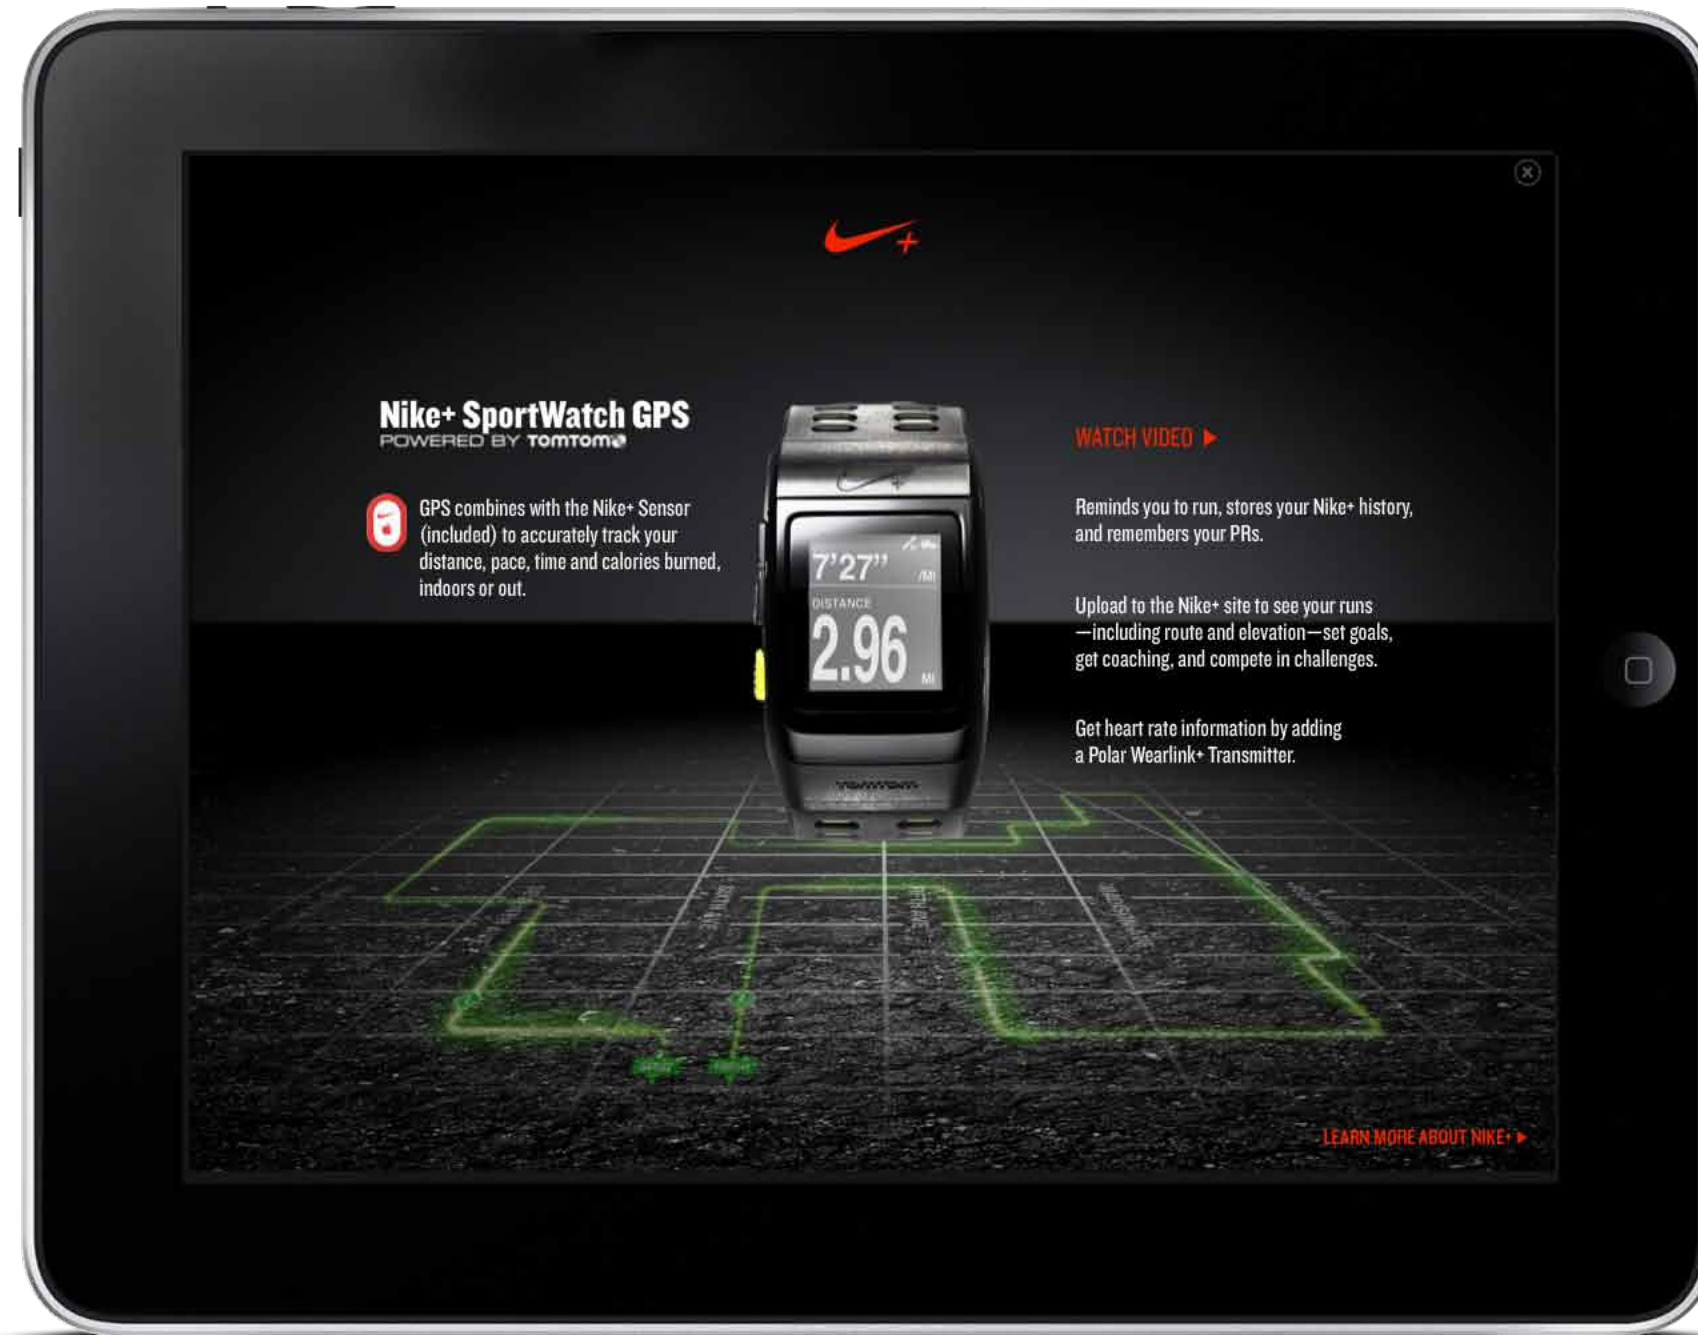 Nike+ SportWatch GPS
POWERED BY TOMTOM
GPS combines with the Nike+ Sensor
(included) to accurately track your
distance, pace, time and calories burned,
indoors or out.
7'27" /MI
DISTANCE
2.96
MI
TOMTOM
WATCH VIDEO
Reminds you to run, stores your Nike+ history,
and remembers your PRs.
Upload to the Nike+ site to see your runs
—including route and elevation—set goals,
get coaching, and compete in challenges.
Get heart rate information by adding
a Polar Wearlink+ Transmitter.
FIFTH AVE
LEARN MORE ABOUT NIKE+